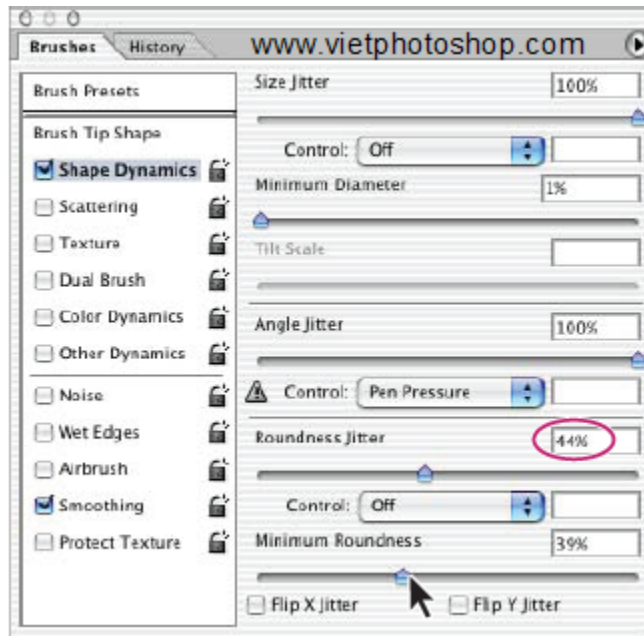 Brushes History www.vietphotoshop.com
Brush Presets
Brush Tip Shape
Shape Dynamics
Scattering
Texture
Dual Brush
Color Dynamics
Other Dynamics
Noise
Wet Edges
Airbrush
Smoothing
Protect Texture
Size Jitter 100%
Control: Off
Minimum Diameter 1%
Tilt Scale
Angle Jitter 100%
Control: Pen Pressure
Roundness Jitter 44%
Control: Off
Minimum Roundness 39%
Flip X Jitter Flip Y Jitter